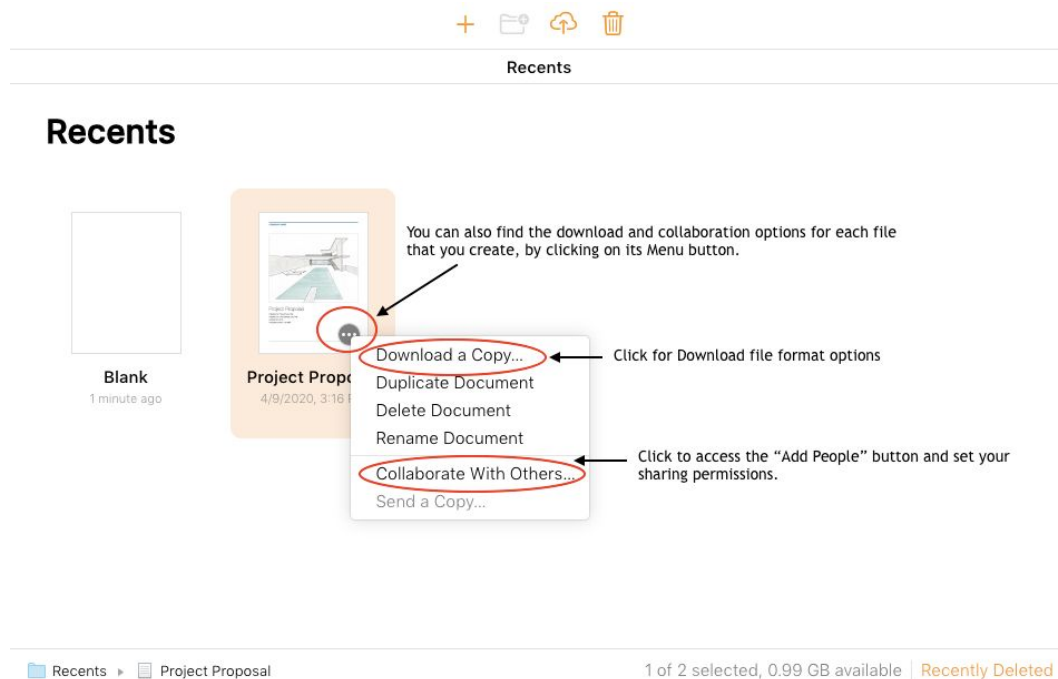 Recents
Recents
You can also find the download and collaboration options for each file
that you create, by clicking on its Menu button.
Project Proposal
Download a Copy...
Click for Download file format options
Blank
Project Propo
Duplicate Document
1 minute ago
4/9/2020, 3:16 P
Delete Document
Rename Document
Collaborate With Others...
Click to access the “Add People” button and set your
sharing permissions.
Send a Copy...
Recents
Project Proposal
1 of 2 selected, 0.99 GB available
Recently Deleted